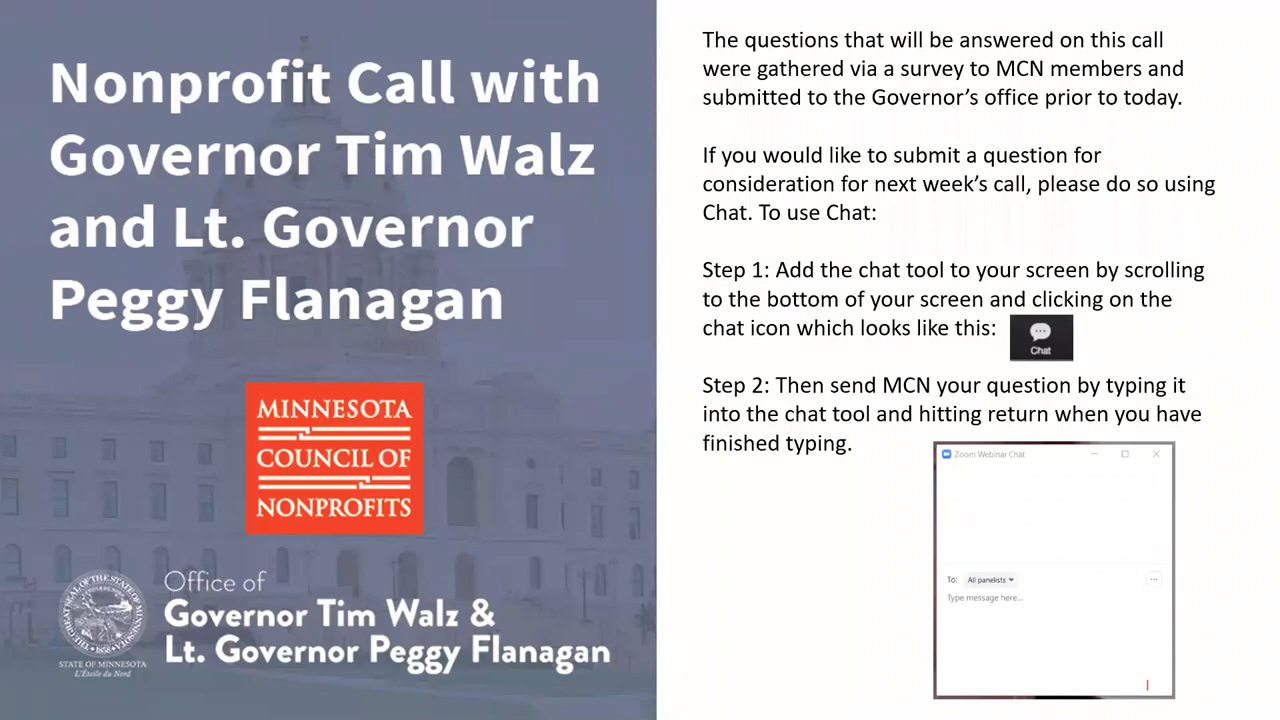 Nonprofit Call with
Governor Tim Walz
and Lt. Governor
Peggy Flanagan
MINNESOTA
COUNCIL OF
NONPROFITS
Office of
Governor Tim Walz &
Lt. Governor Peggy Flanagan
STATE OF MINNESOTA
L'Étoile du Nord
The questions that will be answered on this call
were gathered via a survey to MCN members and
submitted to the Governor's office prior to today.
If you would like to submit a question for
consideration for next week's call, please do so using
Chat. To use Chat:
Step 1: Add the chat tool to your screen by scrolling
to the bottom of your screen and clicking on the
chat icon which looks like this:
Chat
Step 2: Then send MCN your question by typing it
into the chat tool and hitting return when you have
finished typing.
Zoom Webinar Chat
To: All panelists
Type message here...